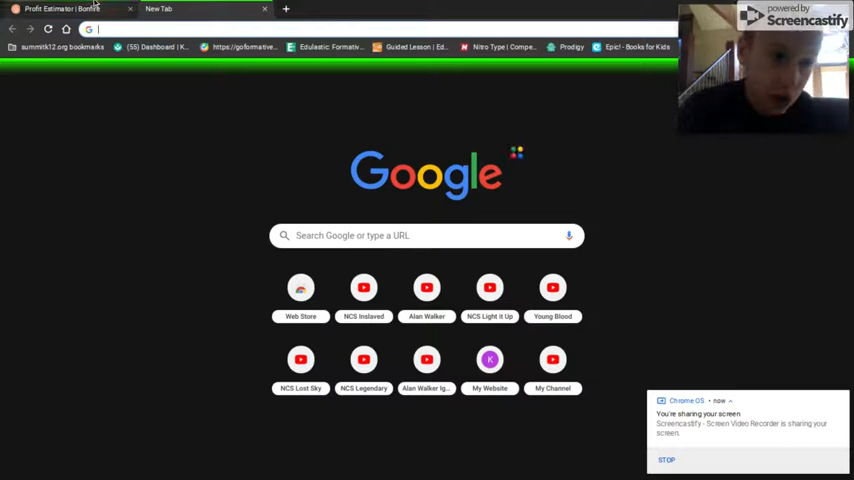 Profit Estimator | Bonfire
New Tab
powered by
Screencastify
summitk12.org bookmarks
(55) Dashboard | K...
https://goformative...
Edulastic: Formativ...
Guided Lesson | Ed...
Nitro Type | Compe...
Prodigy
Epic! - Books for Kids
Google
Search Google or type a URL
Web Store
NCS Inslaved
Alan Walker
NCS Light it Up
Young Blood
NCS Lost Sky
NCS Legendary
Alan Walker Ig...
K
My Website
My Channel
Chrome OS • now
You're sharing your screen
Screencastify - Screen Video Recorder is sharing your
screen.
STOP